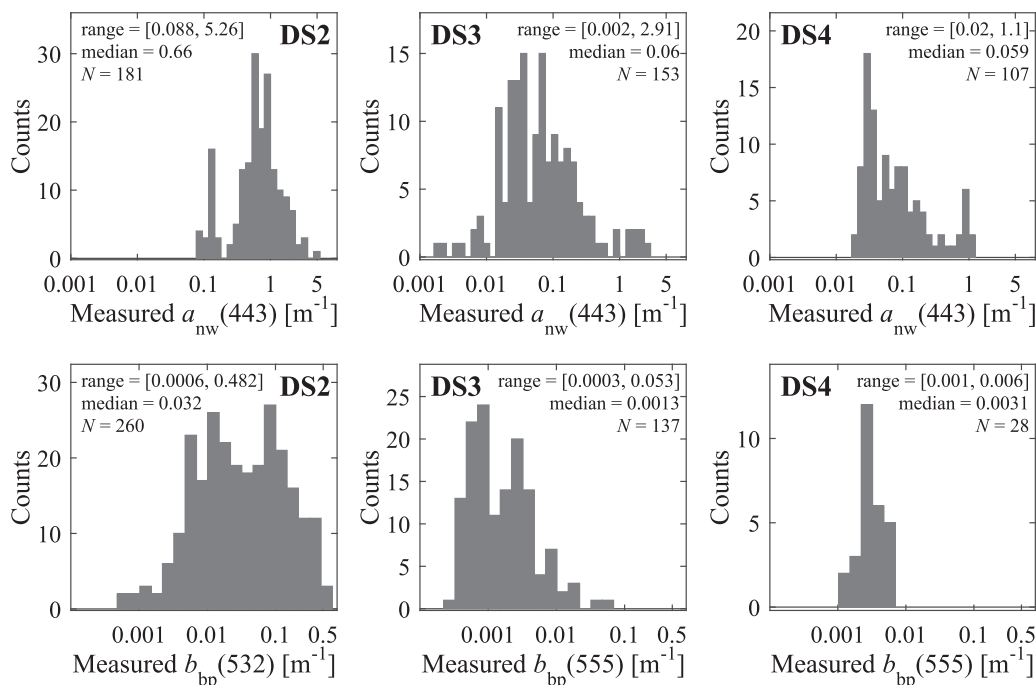 range = [0.088, 5.26]
median = 0.66
N = 181
DS2
30
20
10
0
Counts
0.001 0.01 0.1 1 5
Measured a_nw(443) [m⁻¹]
DS3
range = [0.002, 2.91]
median = 0.06
N = 153
15
10
5
0
Counts
0.001 0.01 0.1 1 5
Measured a_nw(443) [m⁻¹]
DS4
range = [0.02, 1.1]
median = 0.059
N = 107
20
15
10
5
0
Counts
0.001 0.01 0.1 1 5
Measured a_nw(443) [m⁻¹]
range = [0.0006, 0.482]
median = 0.032
N = 260
DS2
30
20
10
0
Counts
0.001 0.01 0.1 0.5
Measured b_bp(532) [m⁻¹]
DS3
range = [0.0003, 0.053]
median = 0.0013
N = 137
25
20
15
10
5
0
Counts
0.001 0.01 0.1 0.5
Measured b_bp(555) [m⁻¹]
DS4
range = [0.001, 0.006]
median = 0.0031
N = 28
10
5
0
Counts
0.001 0.01 0.1 0.5
Measured b_bp(555) [m⁻¹]